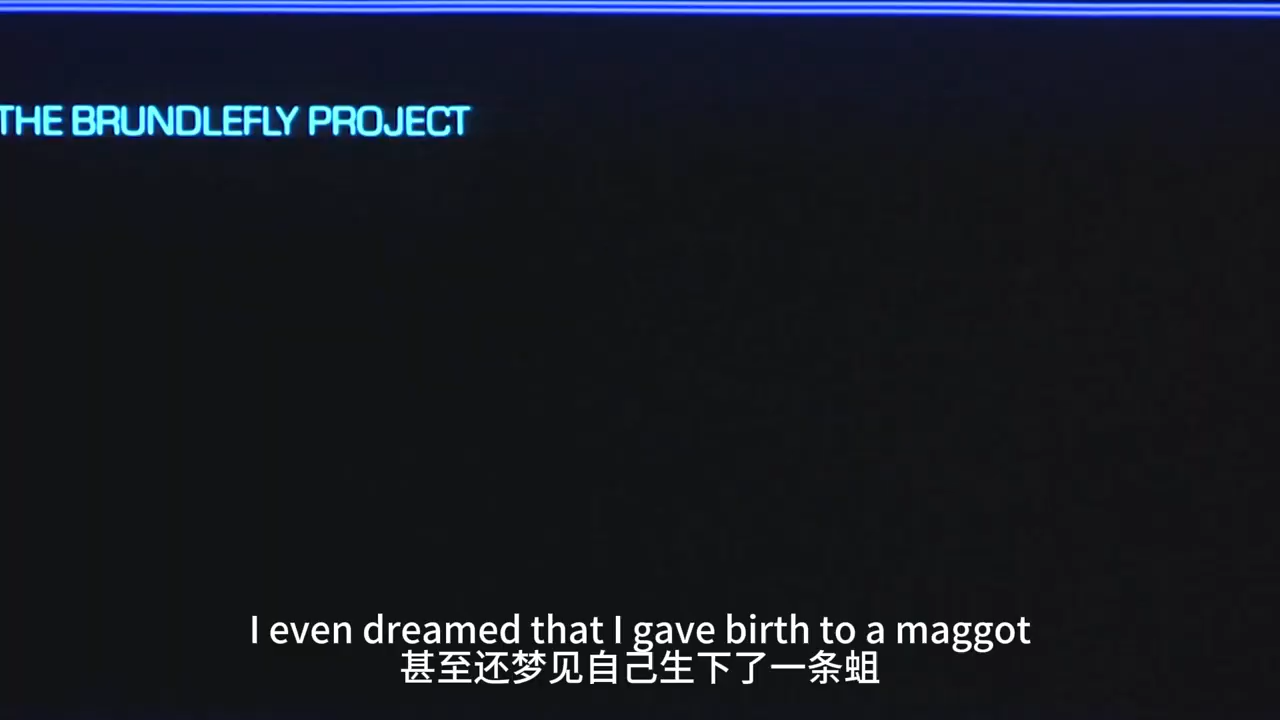 THE BRUNDLEFLY PROJECT
I even dreamed that I gave birth to a maggot
甚至还梦见自己生下了一条蛆